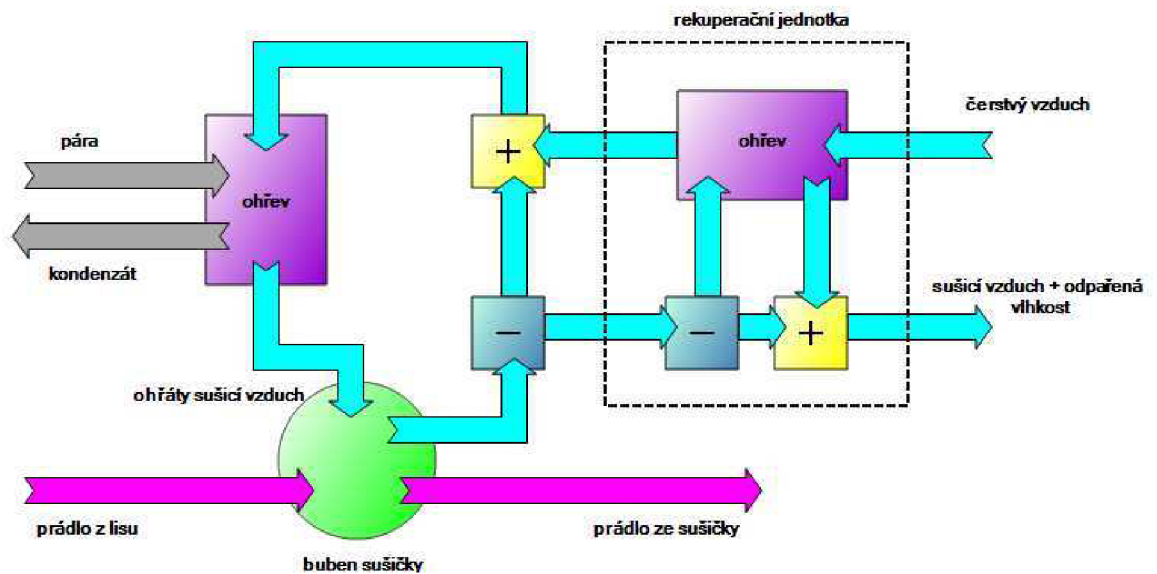 rekuperační jednotka
čerstvý vzduch
ohřev
+
pára
ohřev
kondenzát
sušicí vzduch + odpařená
vlhkost
−
−
+
ohřáty sušicí vzduch
prádlo z lisu
prádlo ze sušičky
buben sušičky